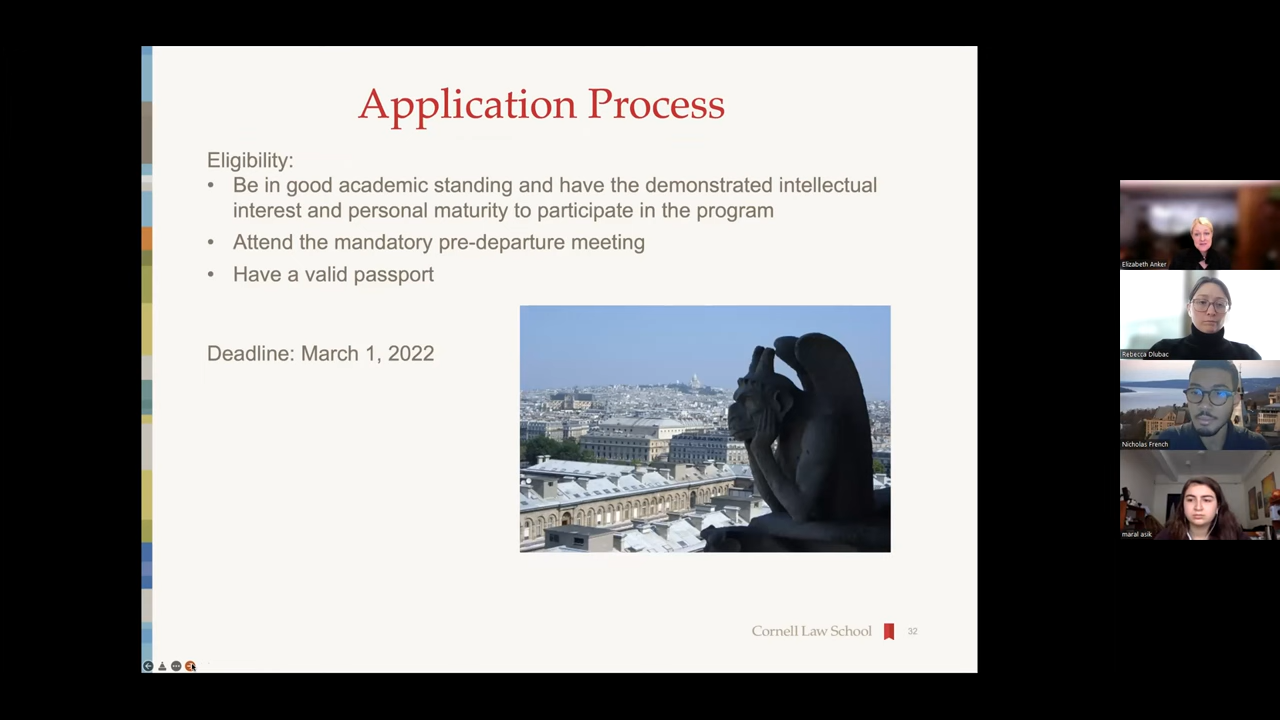 Application Process
Eligibility:
• Be in good academic standing and have the demonstrated intellectual
interest and personal maturity to participate in the program
• Attend the mandatory pre-departure meeting
• Have a valid passport
Deadline: March 1, 2022
Cornell Law School
32
Elizabeth Anker
Rebecca Dlubac
Nicholas French
maral asik